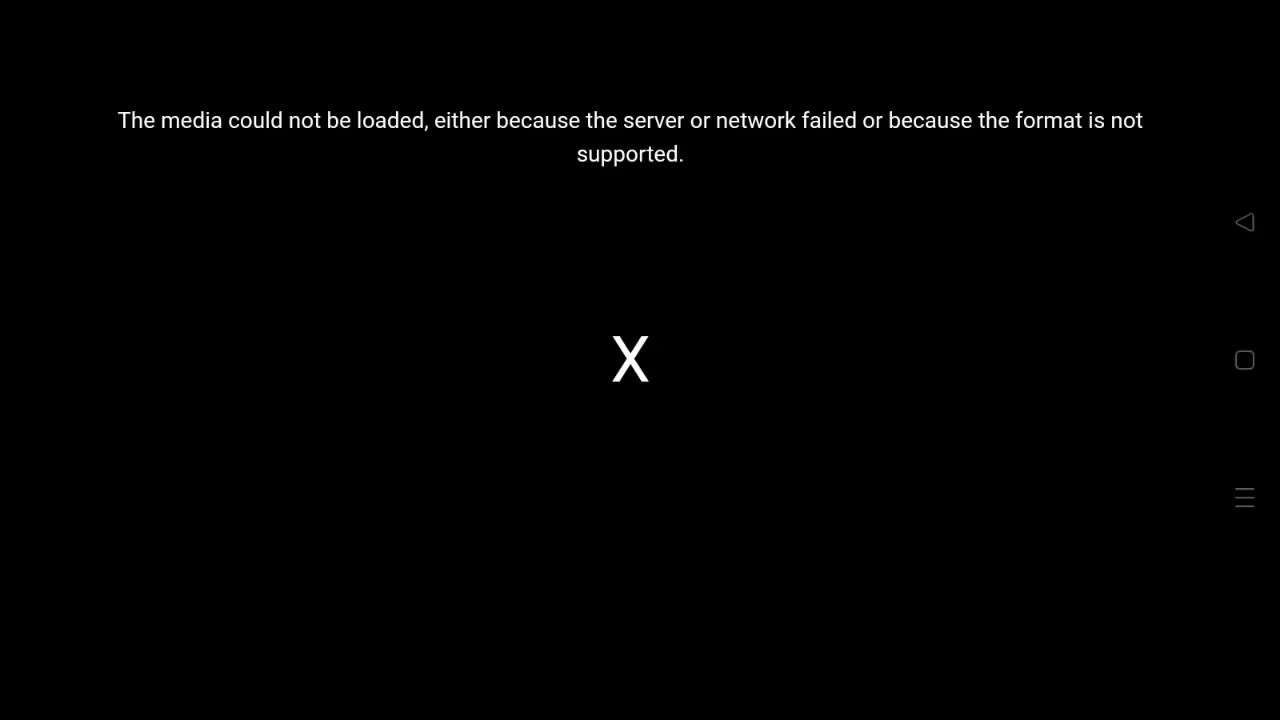 The media could not be loaded, either because the server or network failed or because the format is not
supported.
X